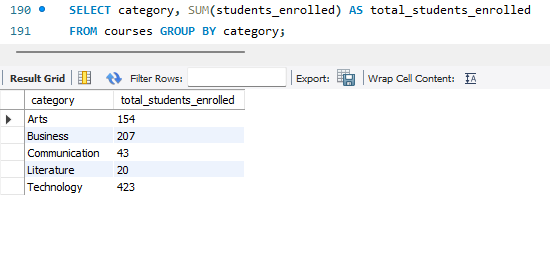 190 SELECT category, SUM(students_enrolled) AS total_students_enrolled
191 FROM courses GROUP BY category;
Result Grid Filter Rows: Export: Wrap Cell Content:
category total_students_enrolled
Arts 154
Business 207
Communication 43
Literature 20
Technology 423